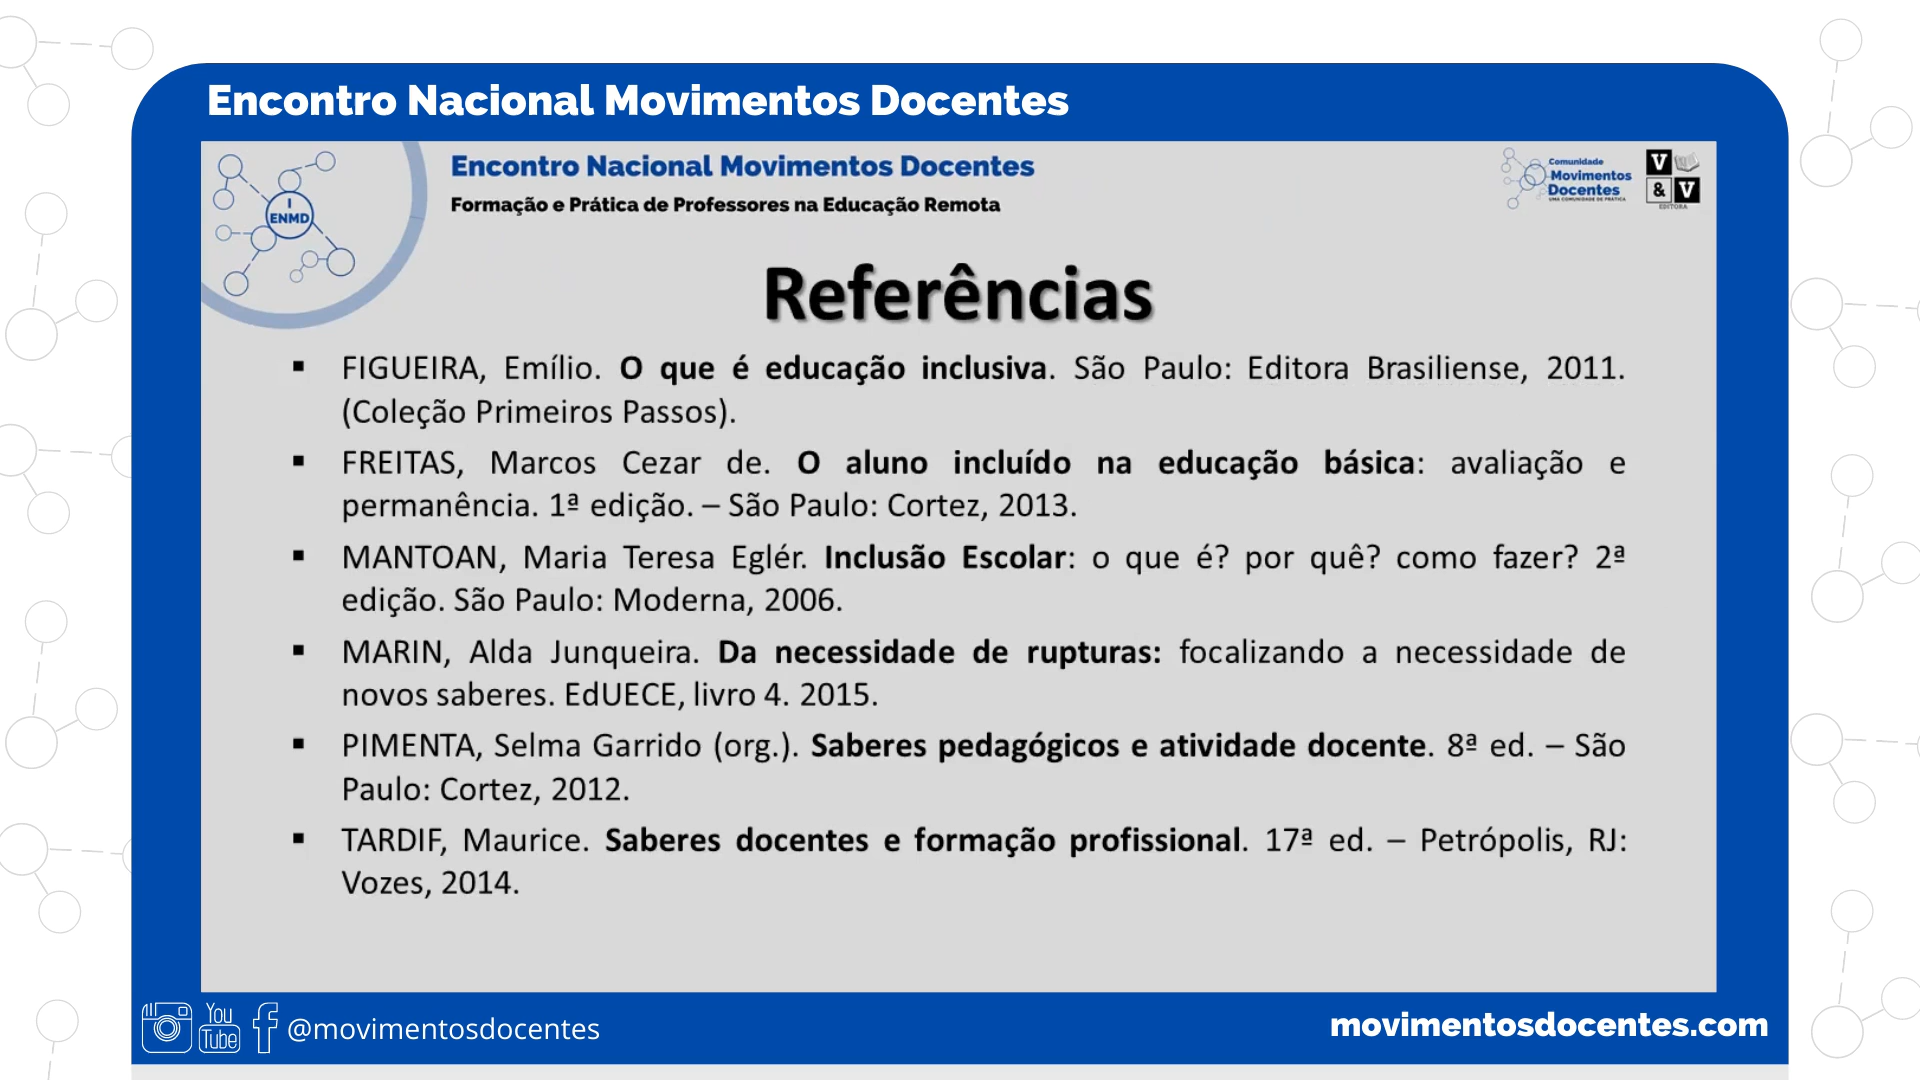 Encontro Nacional Movimentos Docentes
I
ENMD
Encontro Nacional Movimentos Docentes
Formação e Prática de Professores na Educação Remota
Comunidade
Movimentos
Docentes
UMA COMUNIDADE DE PRÁTICA
V
& V
EDITORA
Referências
▪ FIGUEIRA, Emílio. O que é educação inclusiva. São Paulo: Editora Brasiliense, 2011.
(Coleção Primeiros Passos).
▪ FREITAS, Marcos Cezar de. O aluno incluído na educação básica: avaliação e
permanência. 1ª edição. – São Paulo: Cortez, 2013.
▪ MANTOAN, Maria Teresa Eglér. Inclusão Escolar: o que é? por quê? como fazer? 2ª
edição. São Paulo: Moderna, 2006.
▪ MARIN, Alda Junqueira. Da necessidade de rupturas: focalizando a necessidade de
novos saberes. EdUECE, livro 4. 2015.
▪ PIMENTA, Selma Garrido (org.). Saberes pedagógicos e atividade docente. 8ª ed. – São
Paulo: Cortez, 2012.
▪ TARDIF, Maurice. Saberes docentes e formação profissional. 17ª ed. – Petrópolis, RJ:
Vozes, 2014.
You
Tube
@movimentosdocentes
movimentosdocentes.com